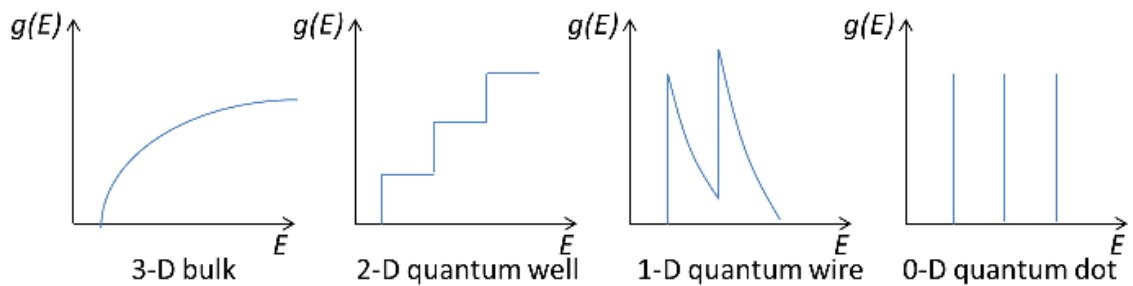 g(E) g(E) g(E) g(E)
E E E E
3-D bulk 2-D quantum well 1-D quantum wire 0-D quantum dot